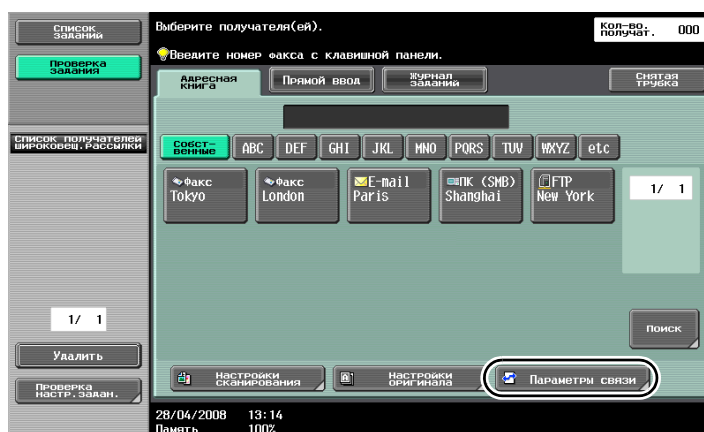 Список
заданий
Проверка
задания
Список получателей
широковещ.рассылки
1/ 1
Удалить
Проверка
настр.задан.
Выберите получателя(ей).
Кол-во.
получат.
000
Введите номер факса с клавишной панели.
Адресная
книга
Прямой ввод
Журнал
заданий
Снятая
трубка
Собст-
венные
ABC
DEF
GHI
JKL
MNO
PQRS
TUV
WXYZ
etc
Факс
Tokyo
Факс
London
E-mail
Paris
ПК (SMB)
Shanghai
FTP
New York
1/ 1
Поиск
Настройки
сканирования
Настройки
оригинала
Параметры связи
28/04/2008 13:14
Память 100%